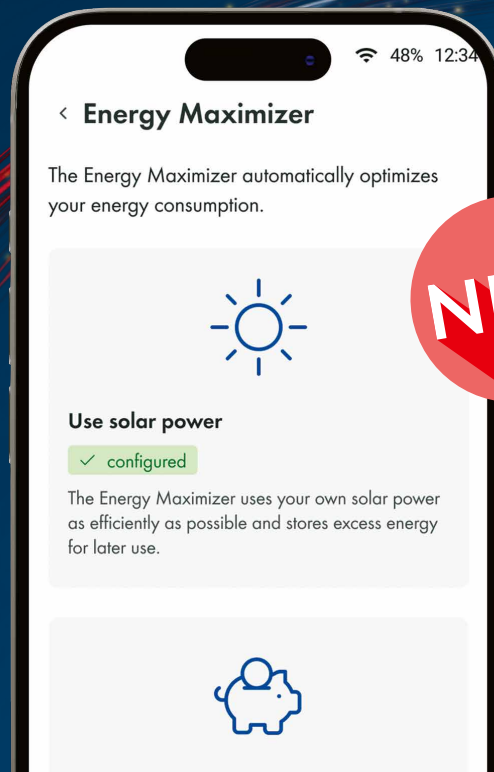 48% 12:34
Energy Maximizer
The Energy Maximizer automatically optimizes
your energy consumption.
Use solar power
configured
The Energy Maximizer uses your own solar power
as efficiently as possible and stores excess energy
for later use.